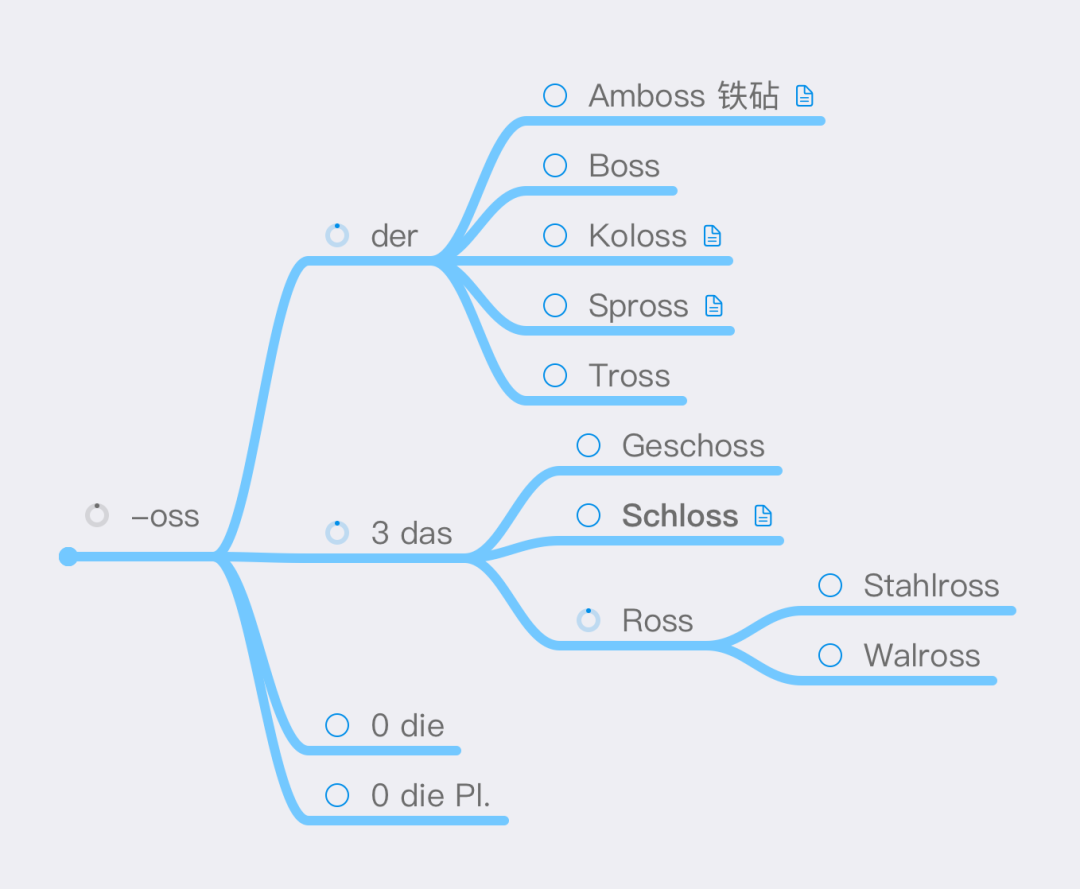 Amboss 铁砧
Boss
der
Koloss
Spross
Tross
Geschoss
-oss
3 das
Schloss
Stahlross
Ross
Walross
0 die
0 die Pl.